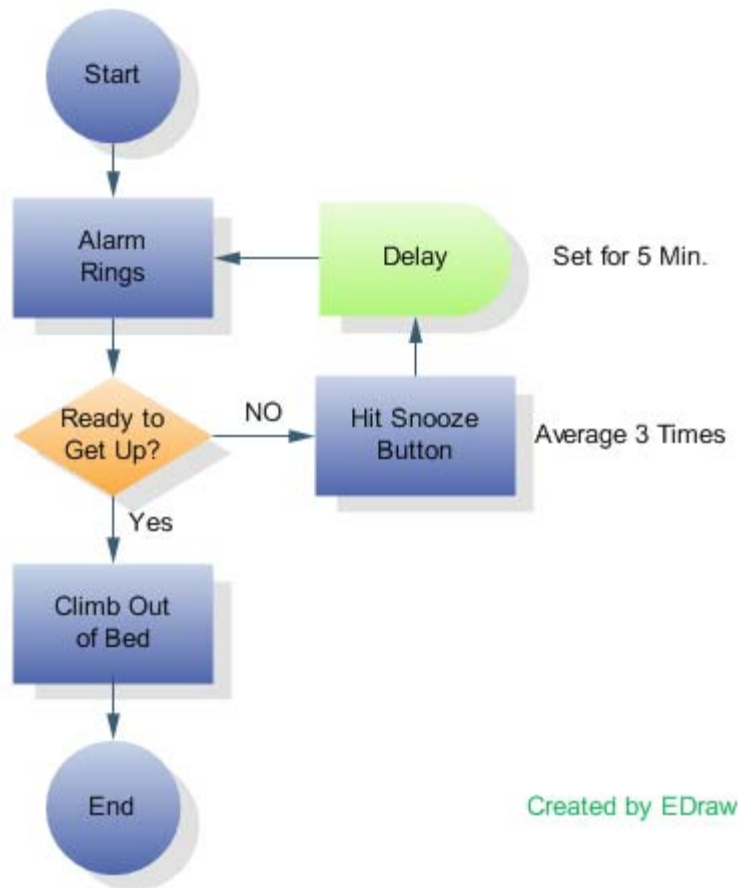 Start
Alarm
Rings
Delay
Set for 5 Min.
Ready to
Get Up?
NO
Hit Snooze
Button
Average 3 Times
Yes
Climb Out
of Bed
End
Created by EDraw